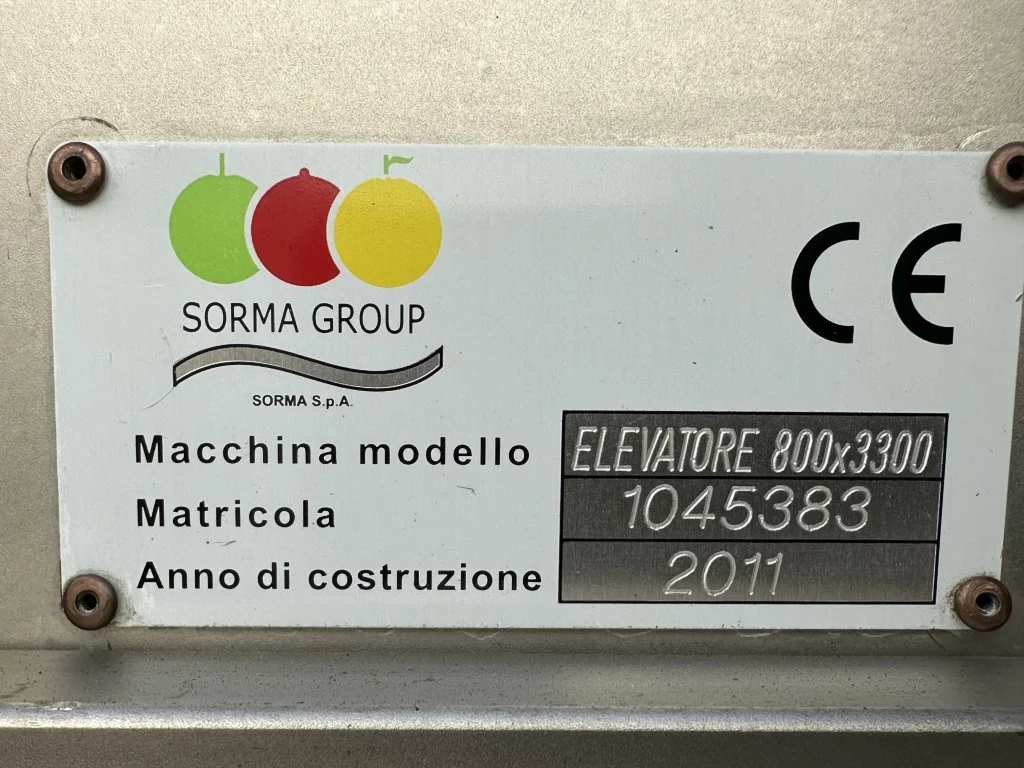 SORMA GROUP
SORMA S.p.A.
CE
Macchina modello ELEVATORE 800x3300
Matricola 1045383
Anno di costruzione 2011